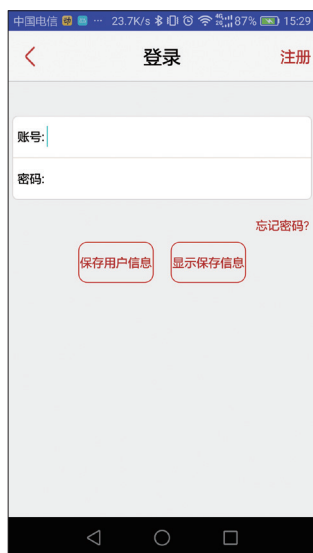 中国电信 ··· 23.7K/s 87% 15:29
登录 注册
账号:
密码:
忘记密码?
保存用户信息 显示保存信息